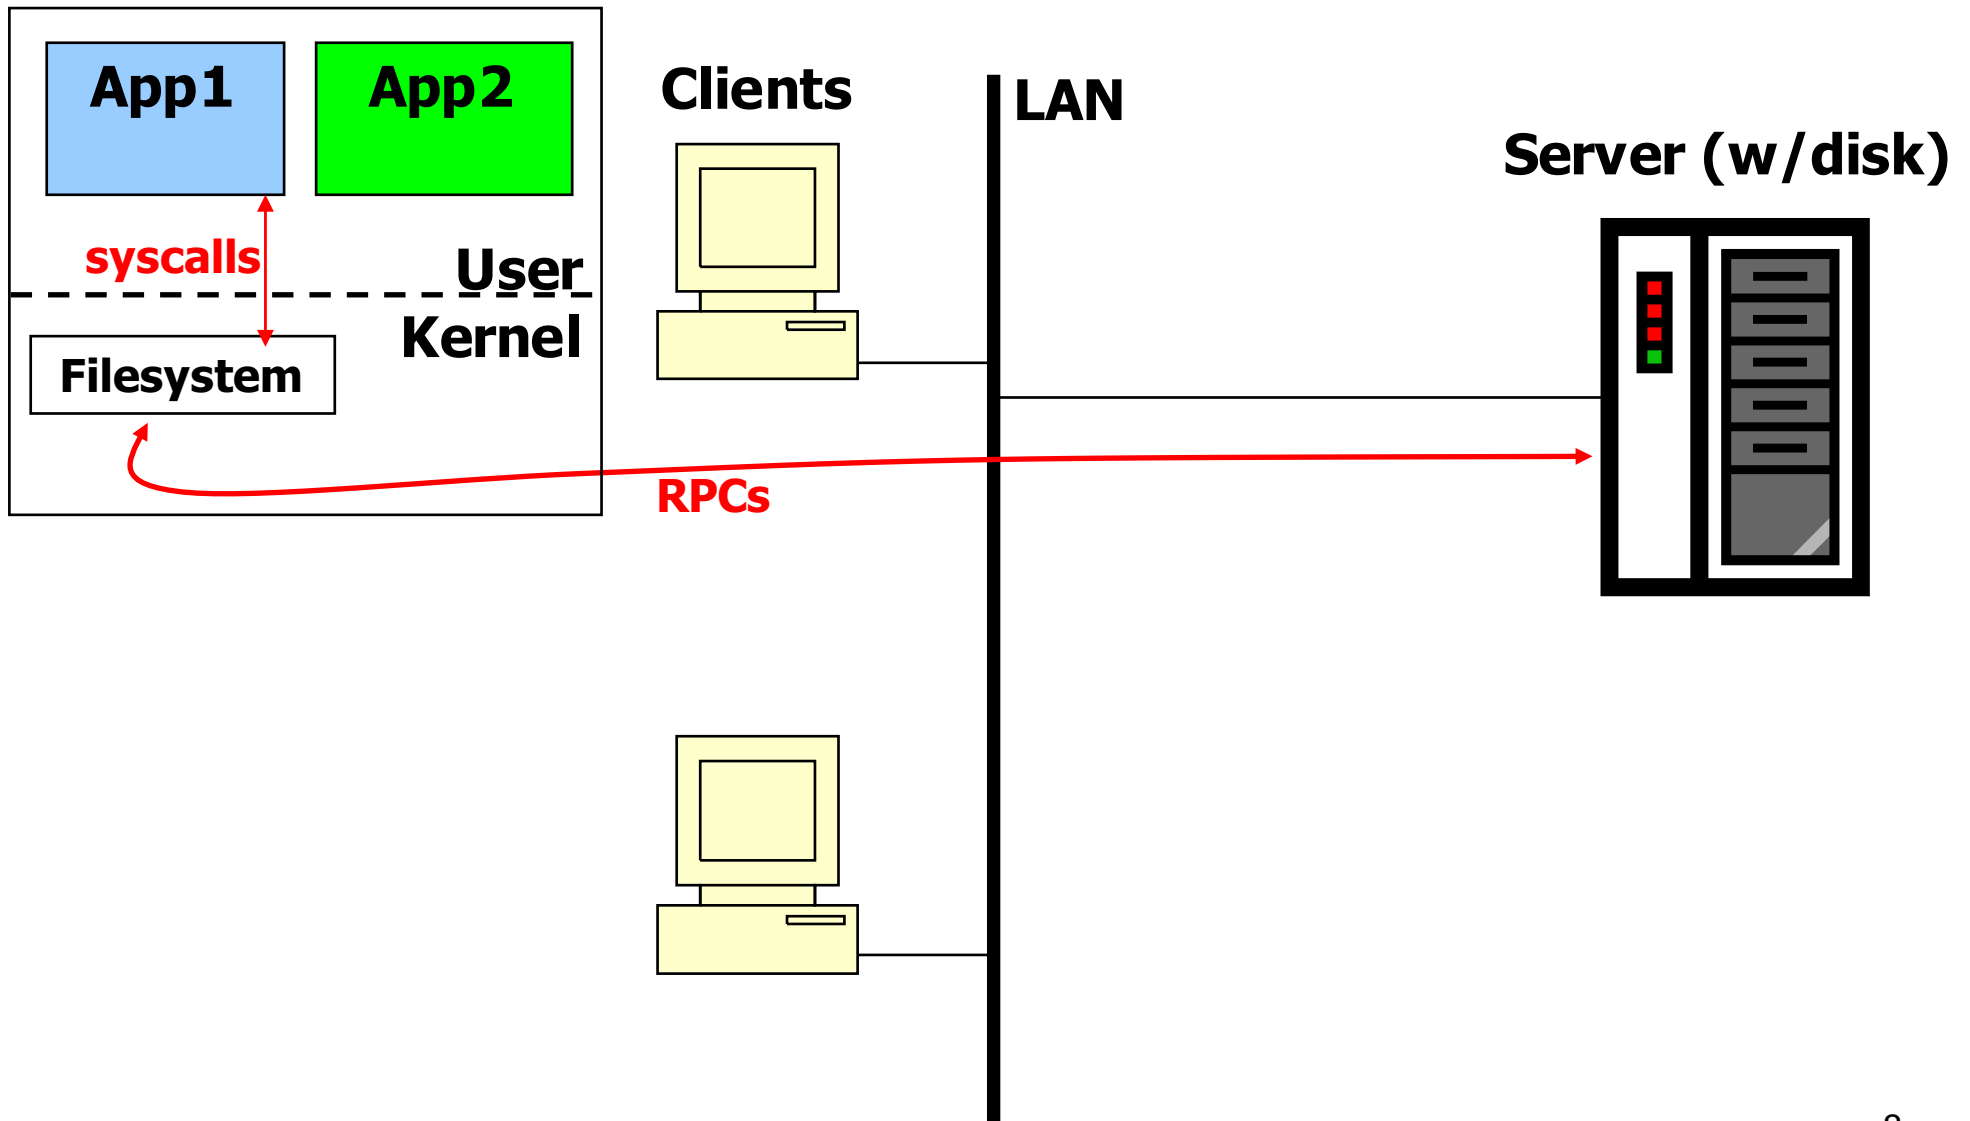 App1
App2
Clients
LAN
Server (w/disk)
syscalls
User
Kernel
Filesystem
RPCs